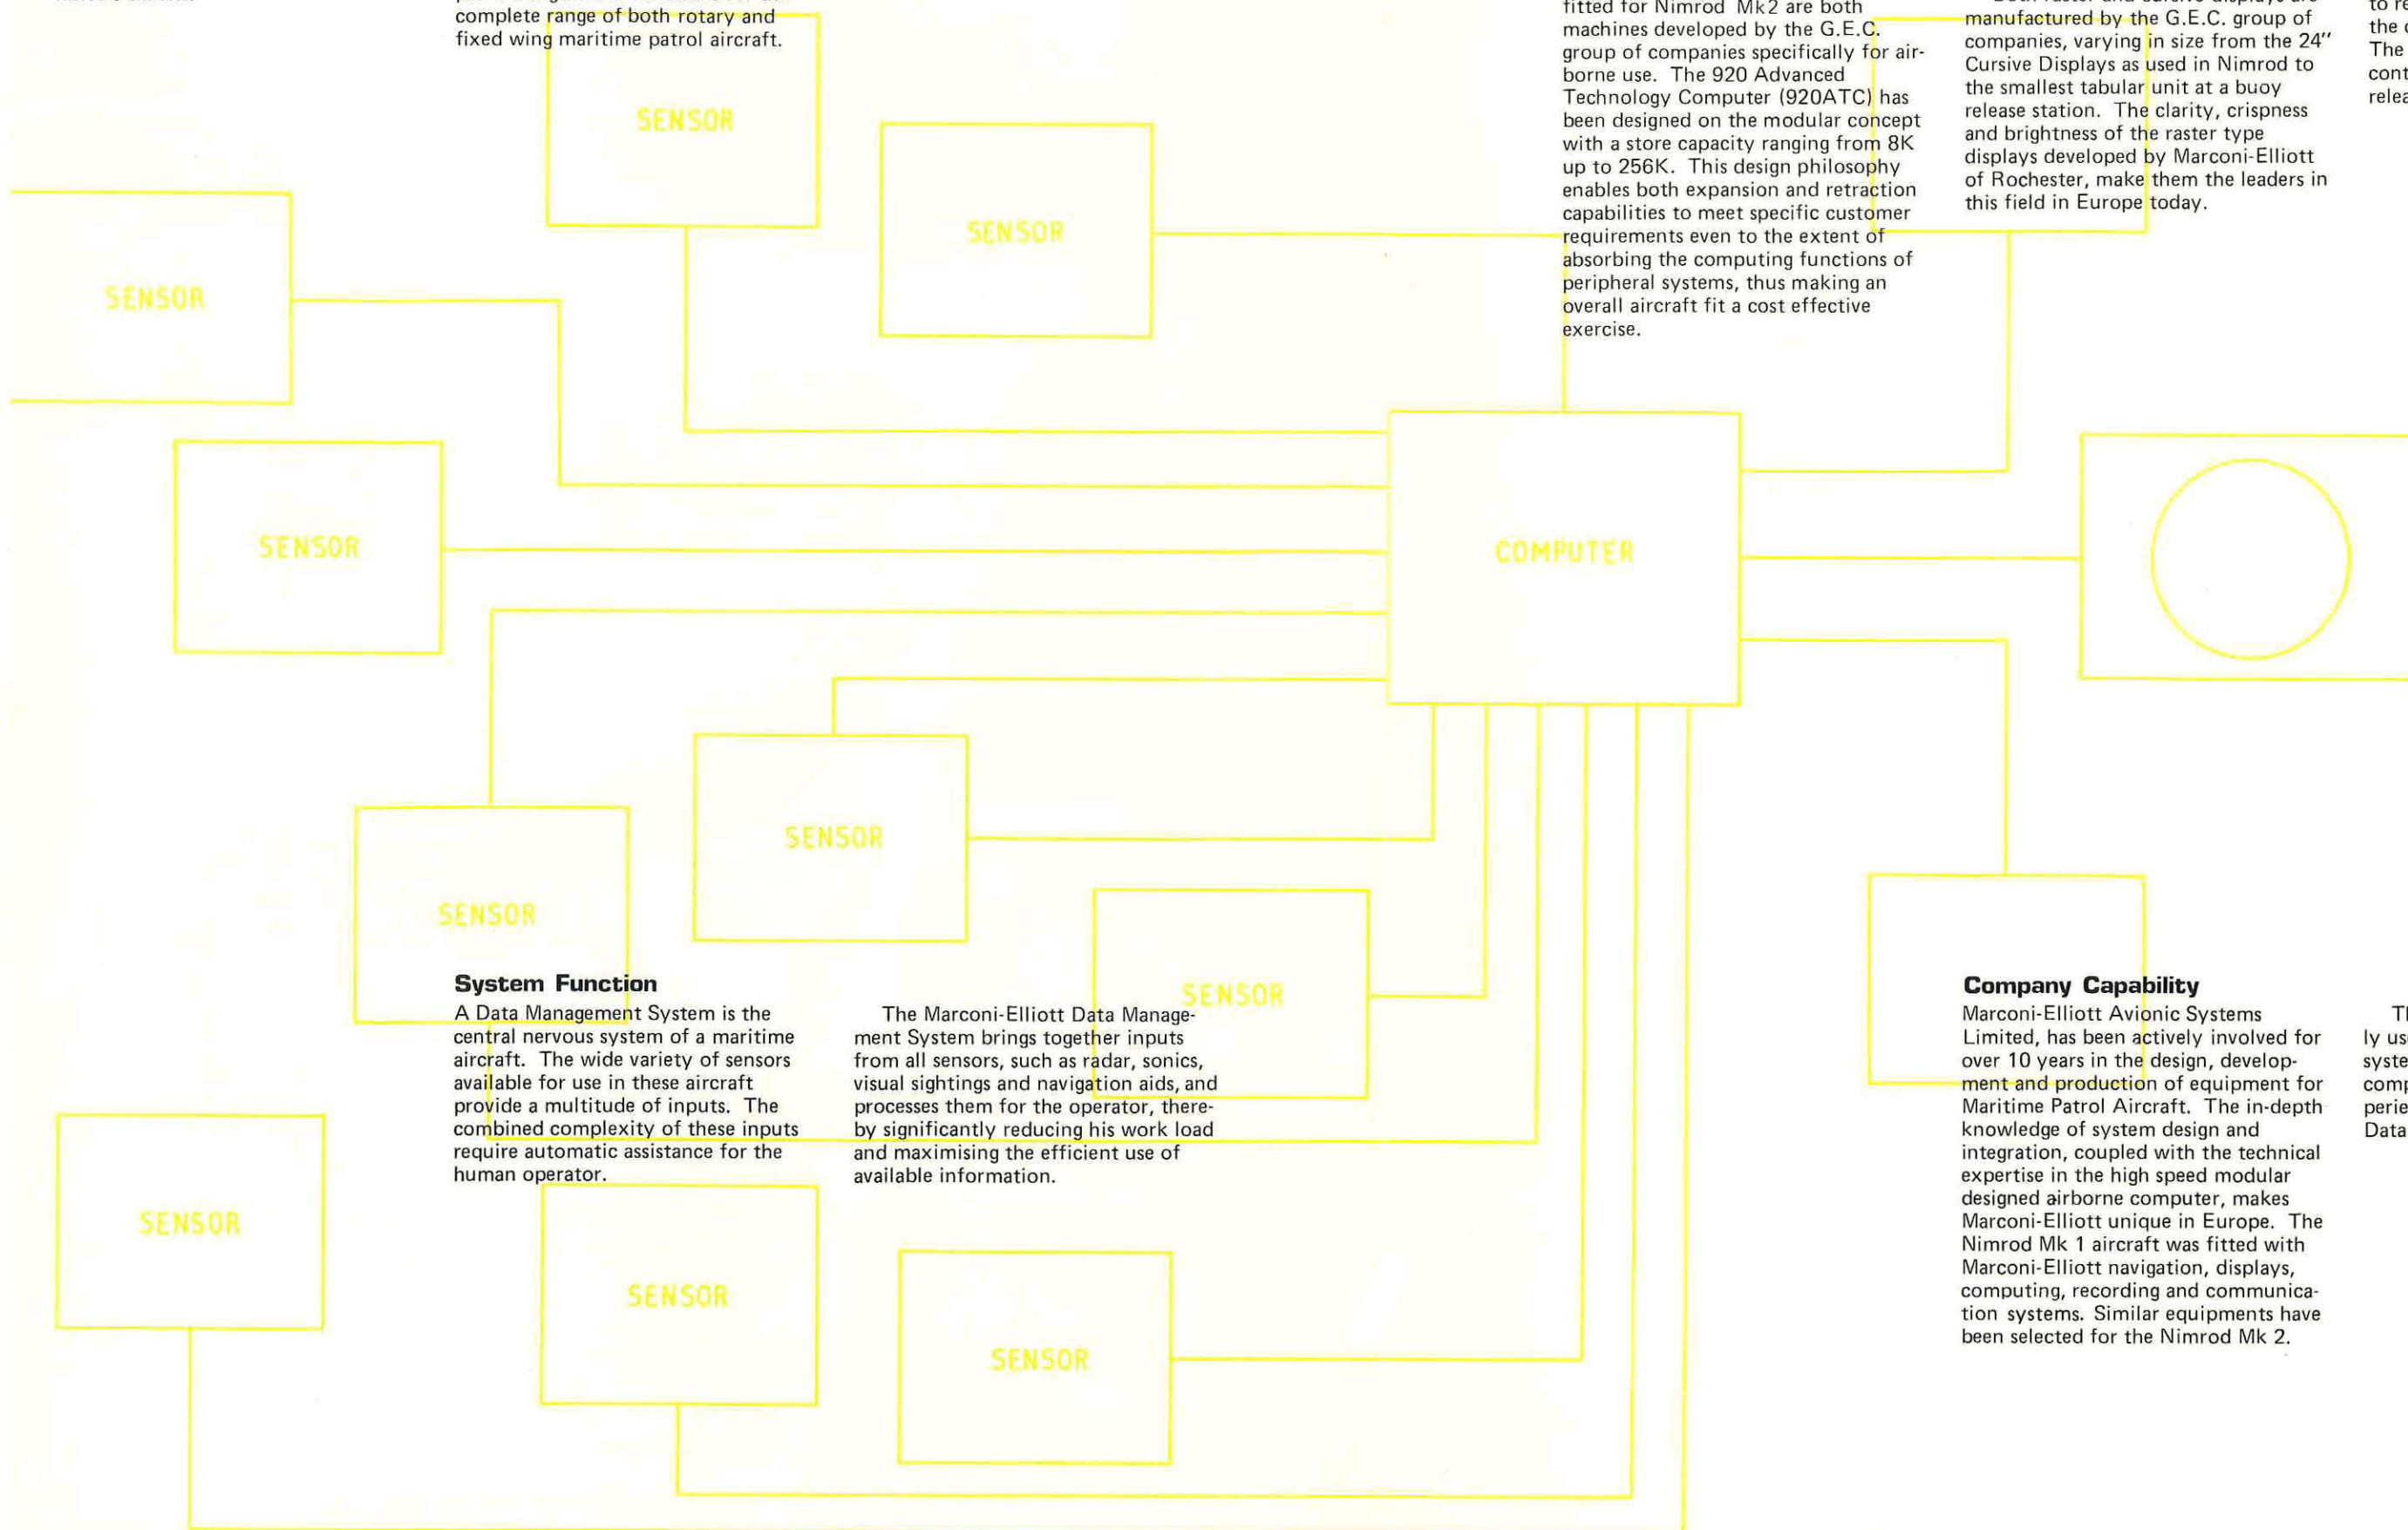 complete range of both rotary and
fixed wing maritime patrol aircraft.
fitted for Nimrod Mk2 are both
machines developed by the G.E.C.
group of companies specifically for air-
borne use. The 920 Advanced
Technology Computer (920ATC) has
been designed on the modular concept
with a store capacity ranging from 8K
up to 256K. This design philosophy
enables both expansion and retraction
capabilities to meet specific customer
requirements even to the extent of
absorbing the computing functions of
peripheral systems, thus making an
overall aircraft fit a cost effective
exercise.
manufactured by the G.E.C. group of
companies, varying in size from the 24"
Cursive Displays as used in Nimrod to
the smallest tabular unit at a buoy
release station. The clarity, crispness
and brightness of the raster type
displays developed by Marconi-Elliott
of Rochester, make them the leaders in
this field in Europe today.
to re
the
The
cont
relea
SENSOR
SENSOR
SENSOR
SENSOR
COMPUTER
SENSOR
SENSOR
SENSOR
System Function
A Data Management System is the
central nervous system of a maritime
aircraft. The wide variety of sensors
available for use in these aircraft
provide a multitude of inputs. The
combined complexity of these inputs
require automatic assistance for the
human operator.
The Marconi-Elliott Data Manage-
ment System brings together inputs
from all sensors, such as radar, sonics,
visual sightings and navigation aids, and
processes them for the operator, there-
by significantly reducing his work load
and maximising the efficient use of
available information.
Company Capability
Marconi-Elliott Avionic Systems
Limited, has been actively involved for
over 10 years in the design, develop-
ment and production of equipment for
Maritime Patrol Aircraft. The in-depth
knowledge of system design and
integration, coupled with the technical
expertise in the high speed modular
designed airborne computer, makes
Marconi-Elliott unique in Europe. The
Nimrod Mk 1 aircraft was fitted with
Marconi-Elliott navigation, displays,
computing, recording and communica-
tion systems. Similar equipments have
been selected for the Nimrod Mk 2.
Th
ly us
syste
comp
perie
Data
SENSOR
SENSOR
SENSOR